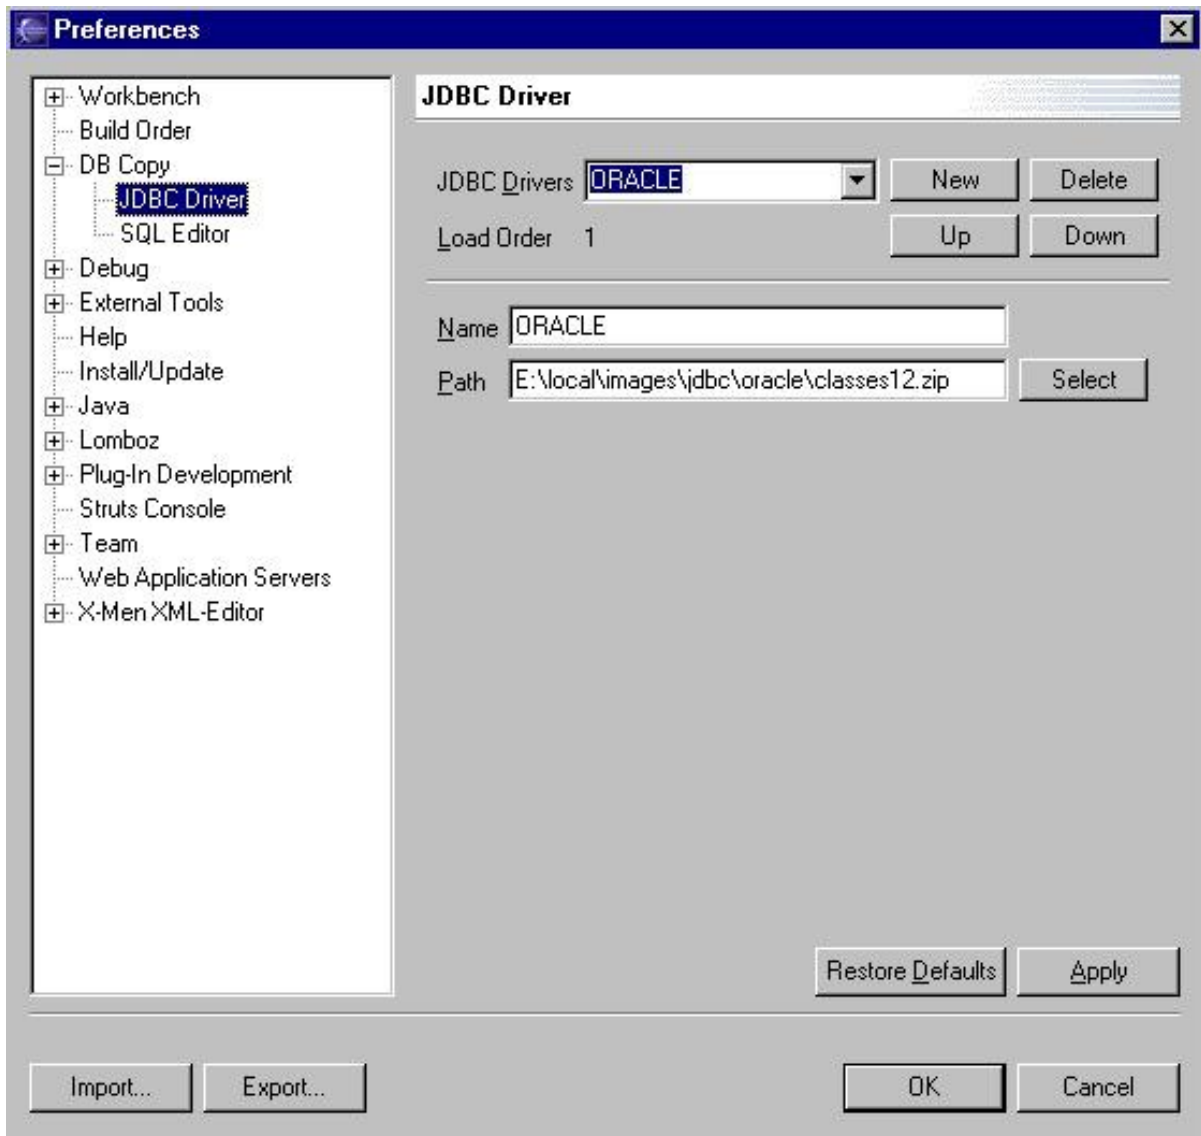 Preferences
Workbench
Build Order
DB Copy
JDBC Driver
SQL Editor
Debug
External Tools
Help
Install/Update
Java
Lomboz
Plug-In Development
Struts Console
Team
Web Application Servers
X-Men XML-Editor
JDBC Driver
JDBC Drivers ORACLE New Delete
Load Order 1 Up Down
Name ORACLE
Path E:\local\images\jdbc\oracle\classes12.zip Select
Restore Defaults Apply
Import... Export... OK Cancel